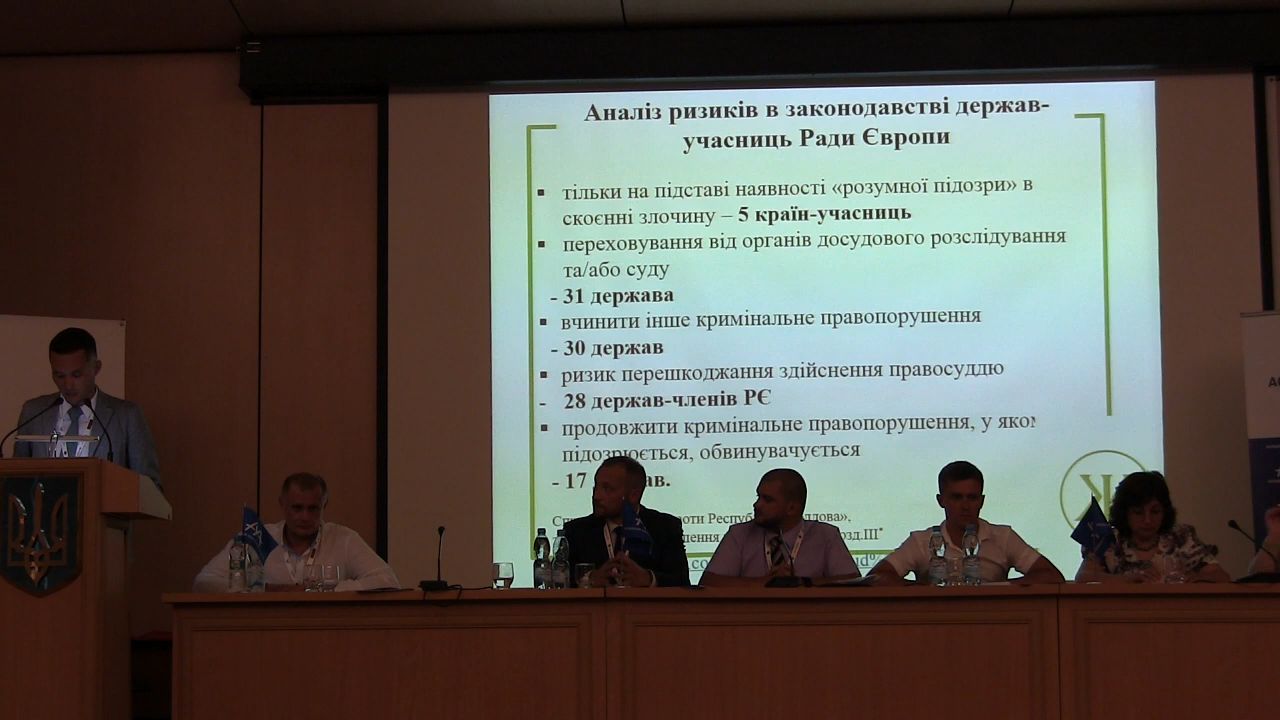 Аналіз ризиків в законодавстві держав-
учасниць Ради Європи
▪ тільки на підставі наявності «розумної підозри» в
скоєнні злочину – 5 країн-учасниць
▪ переховування від органів досудового розслідування
та/або суду
- 31 держава
▪ вчинити інше кримінальне правопорушення
- 30 держав
▪ ризик перешкоджання здійснення правосуддю
- 28 держав-членів РЄ
▪ продовжити кримінальне правопорушення, у
підозрюється, обвинувачується
- 17
Ж